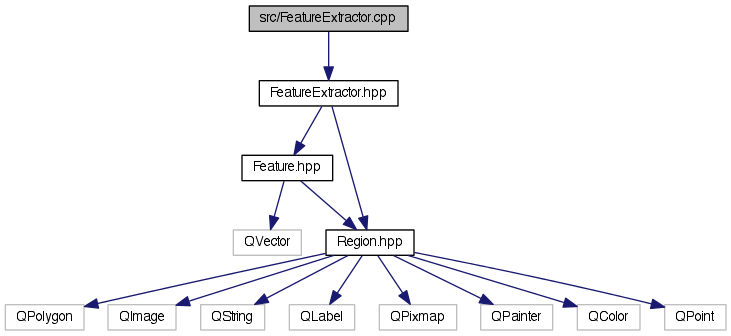 src/FeatureExtractor.cpp
FeatureExtractor.hpp
Feature.hpp
QVector
Region.hpp
QPolygon
QImage
QString
QLabel
QPixmap
QPainter
QColor
QPoint